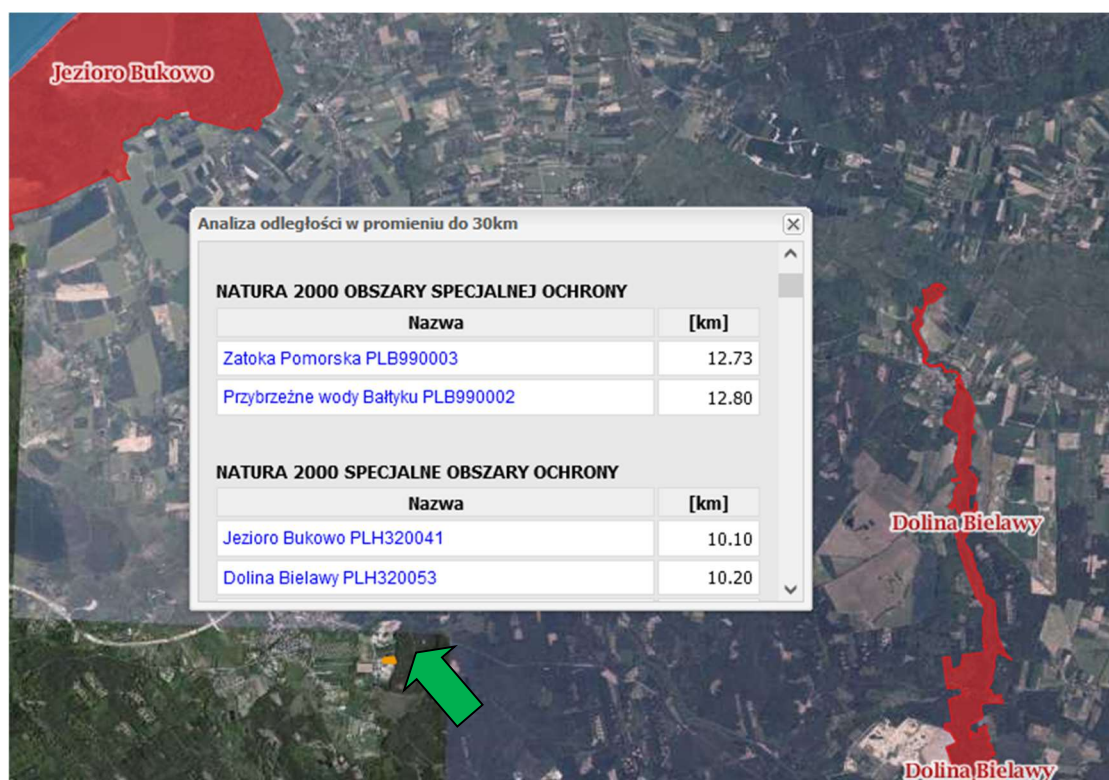 Jezioro Bukowo
Analiza odległości w promieniu do 30km
NATURA 2000 OBSZARY SPECJALNEJ OCHRONY
Nazwa [km]
Zatoka Pomorska PLB990003 12.73
Przybrzeżne wody Bałtyku PLB990002 12.80
NATURA 2000 SPECJALNE OBSZARY OCHRONY
Nazwa [km]
Jezioro Bukowo PLH320041 10.10
Dolina Bielawy PLH320053 10.20
Dolina Bielawy
Dolina Bielawy